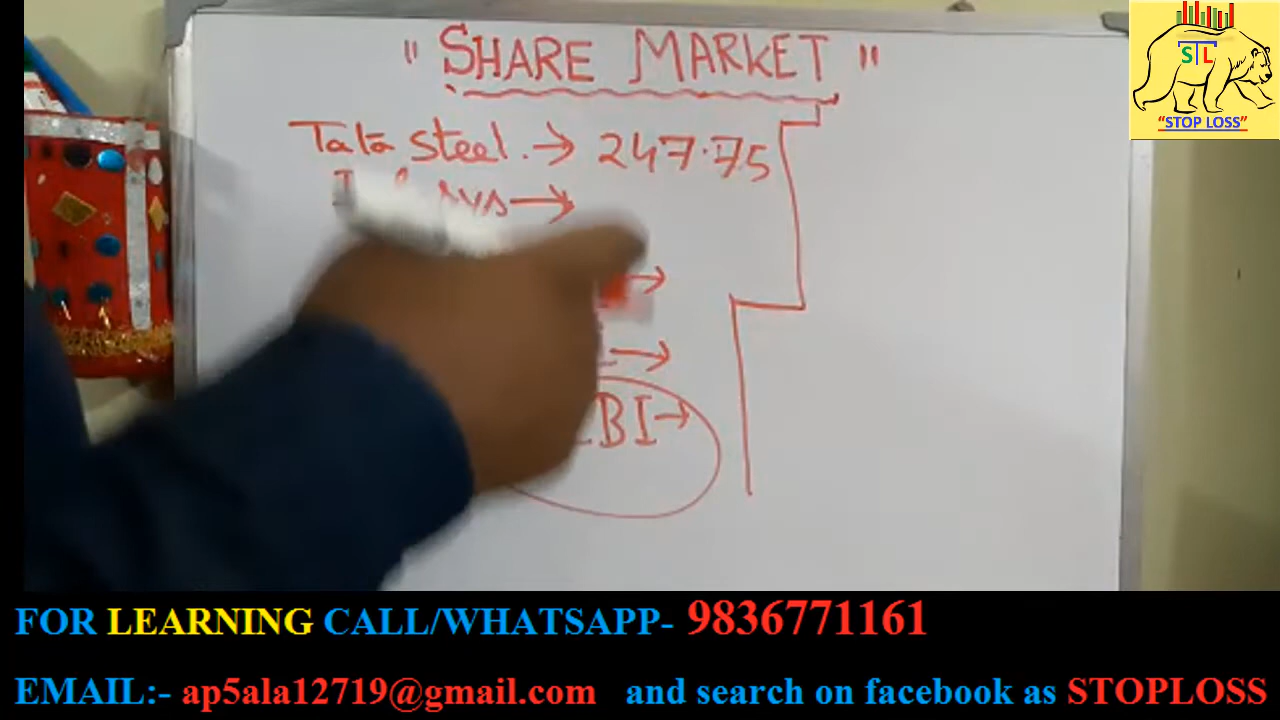 " SHARE MARKET "
Tata steel. → 247.75
→
→
→
BI →
STL
"STOP LOSS"
FOR LEARNING CALL/WHATSAPP- 9836771161
EMAIL:- ap5ala12719@gmail.com and search on facebook as STOPLOSS